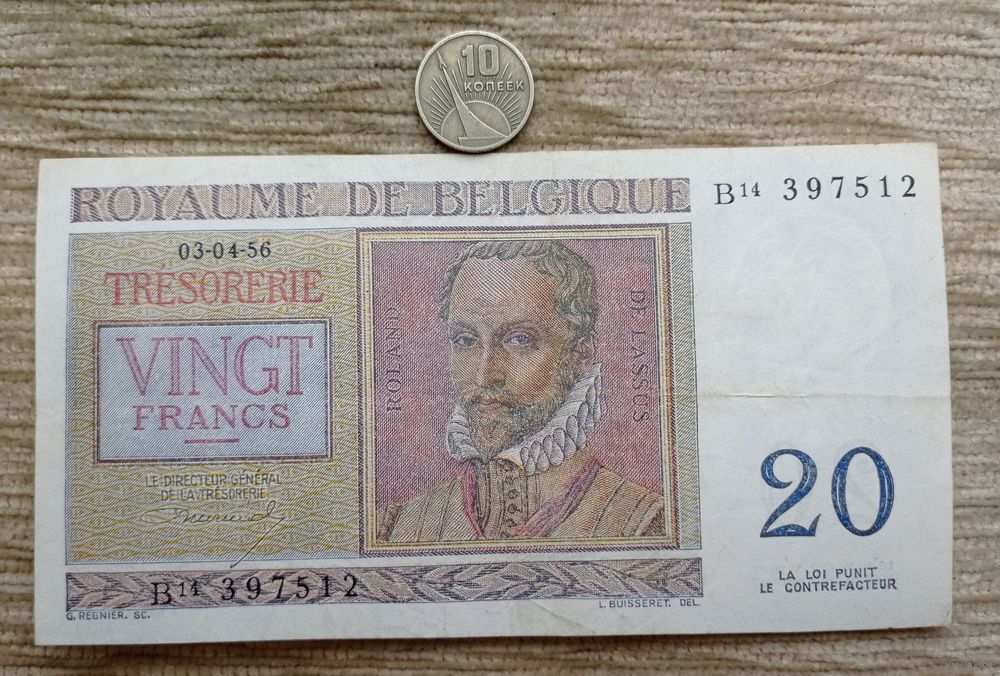 10
КОПЕЕК
ROYAUME DE BELGIQUE
B14 397512
03-04-56
TRÉSORERIE
VINGT
FRANCS
LE DIRECTEUR GÉNÉRAL
DE LA TRÉSORERIE
ROLAND
DE LASSUS
20
LA LOI PUNIT
LE CONTREFACTEUR
B14 397512
G. REGNIER. SC.
L. BUISSERET. DEL.